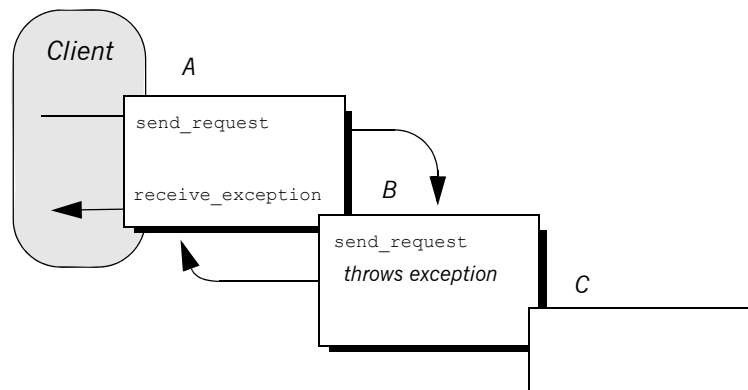 Client
A
send_request
receive_exception
B
send_request
throws exception
C